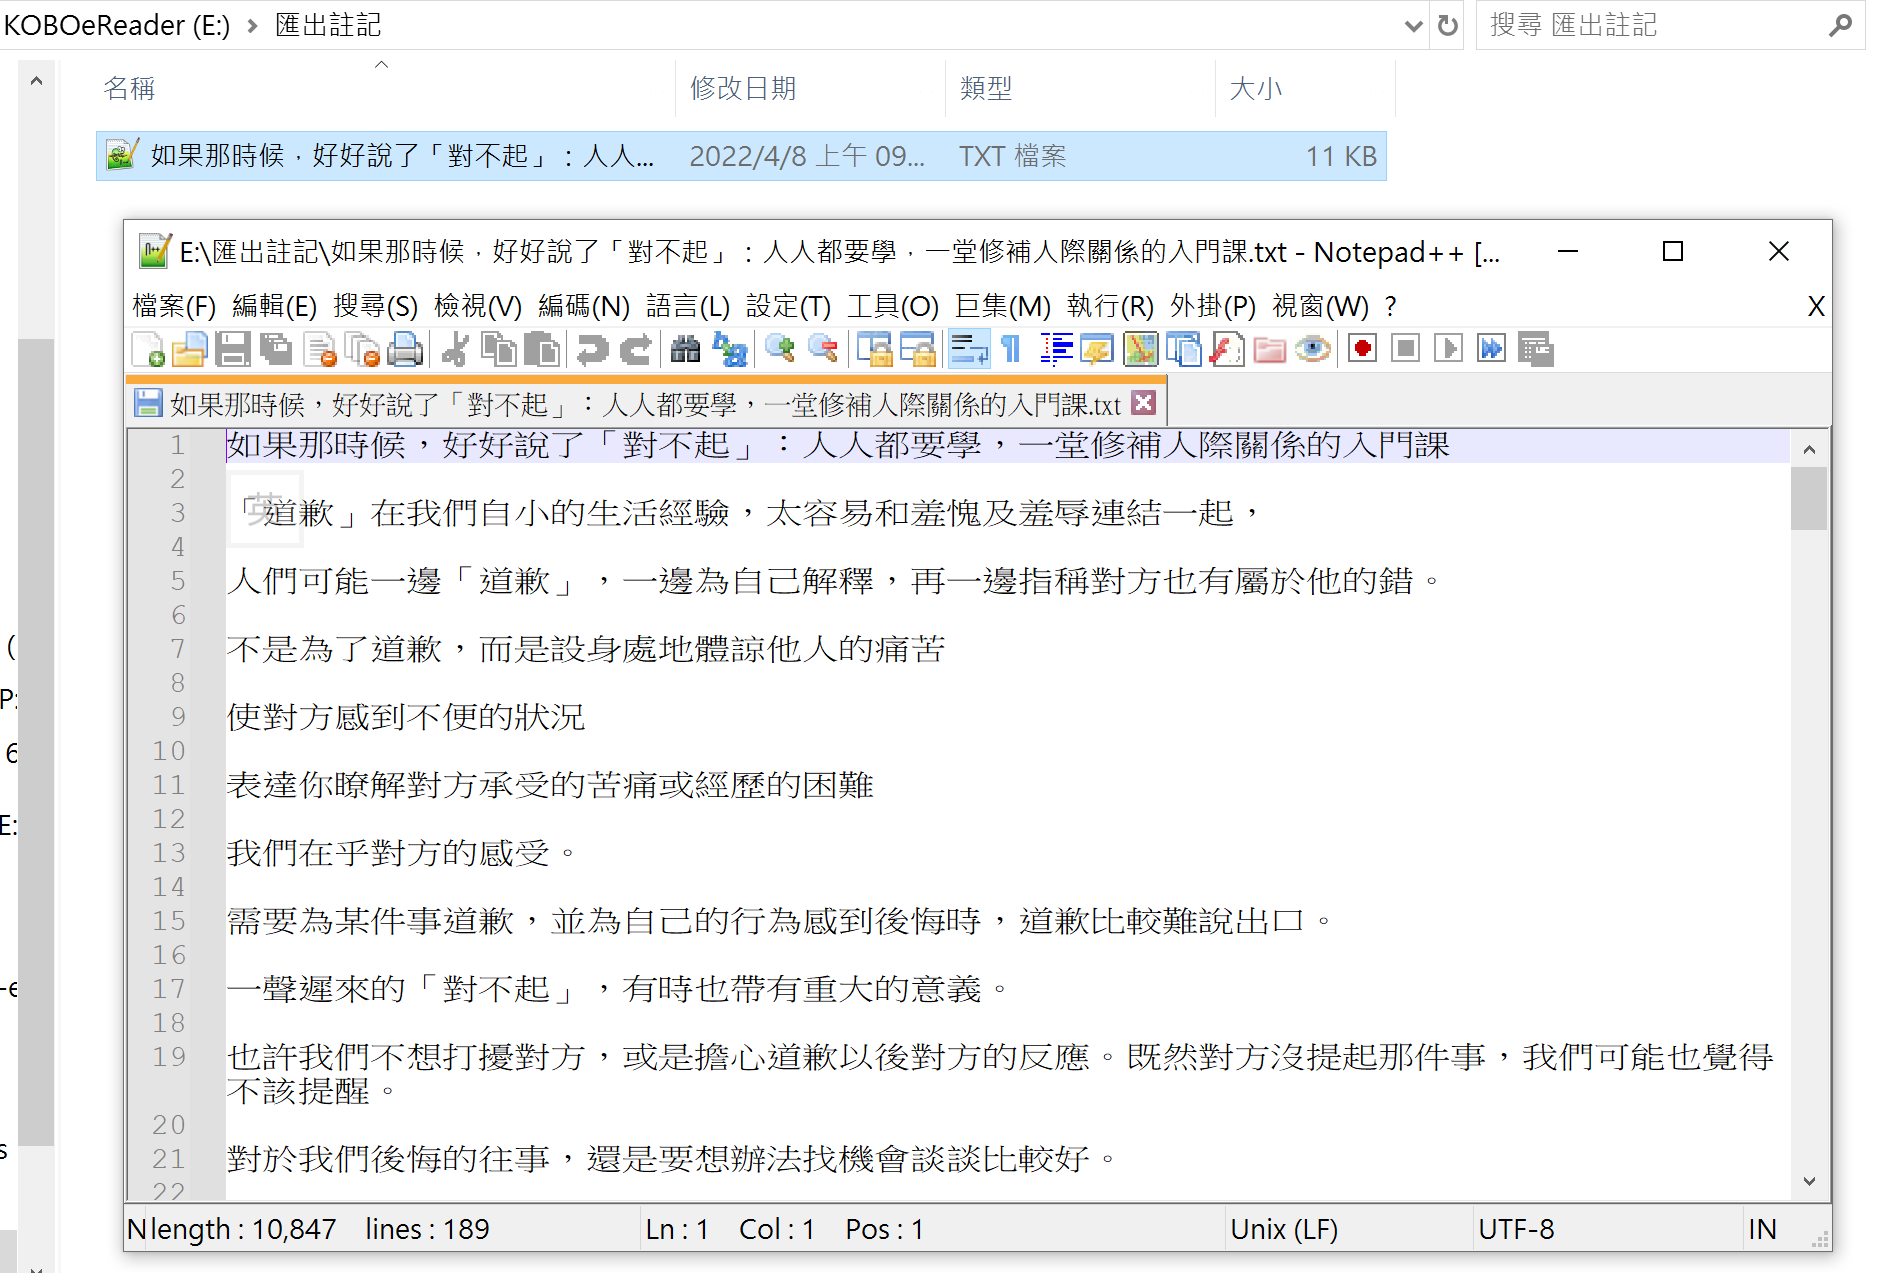 KOBOeReader (E:) 匯出註記
搜尋 匯出註記
名稱 修改日期 類型 大小
如果那時候，好好說了「對不起」：人人... 2022/4/8 上午 09... TXT 檔案 11 KB
E:\匯出註記\如果那時候，好好說了「對不起」：人人都要學，一堂修補人際關係的入門課.txt - Notepad++ [...
檔案(F) 編輯(E) 搜尋(S) 檢視(V) 編碼(N) 語言(L) 設定(T) 工具(O) 巨集(M) 執行(R) 外掛(P) 視窗(W) ? X
如果那時候，好好說了「對不起」：人人都要學，一堂修補人際關係的入門課.txt
1 如果那時候，好好說了「對不起」：人人都要學，一堂修補人際關係的入門課
2
英
3 「道歉」在我們自小的生活經驗，太容易和羞愧及羞辱連結一起，
4
5 人們可能一邊「道歉」，一邊為自己解釋，再一邊指稱對方也有屬於他的錯。
6
(
7 不是為了道歉，而是設身處地體諒他人的痛苦
8
P:
9 使對方感到不便的狀況
10
6
11 表達你瞭解對方承受的苦痛或經歷的困難
12
E:
13 我們在乎對方的感受。
14
15 需要為某件事道歉，並為自己的行為感到後悔時，道歉比較難說出口。
16
-e
17 一聲遲來的「對不起」，有時也帶有重大的意義。
18
19 也許我們不想打擾對方，或是擔心道歉以後對方的反應。既然對方沒提起那件事，我們可能也覺得
不該提醒。
20
s
21 對於我們後悔的往事，還是要想辦法找機會談談比較好。
22
N length : 10,847 lines : 189 Ln : 1 Col : 1 Pos : 1 Unix (LF) UTF-8 IN